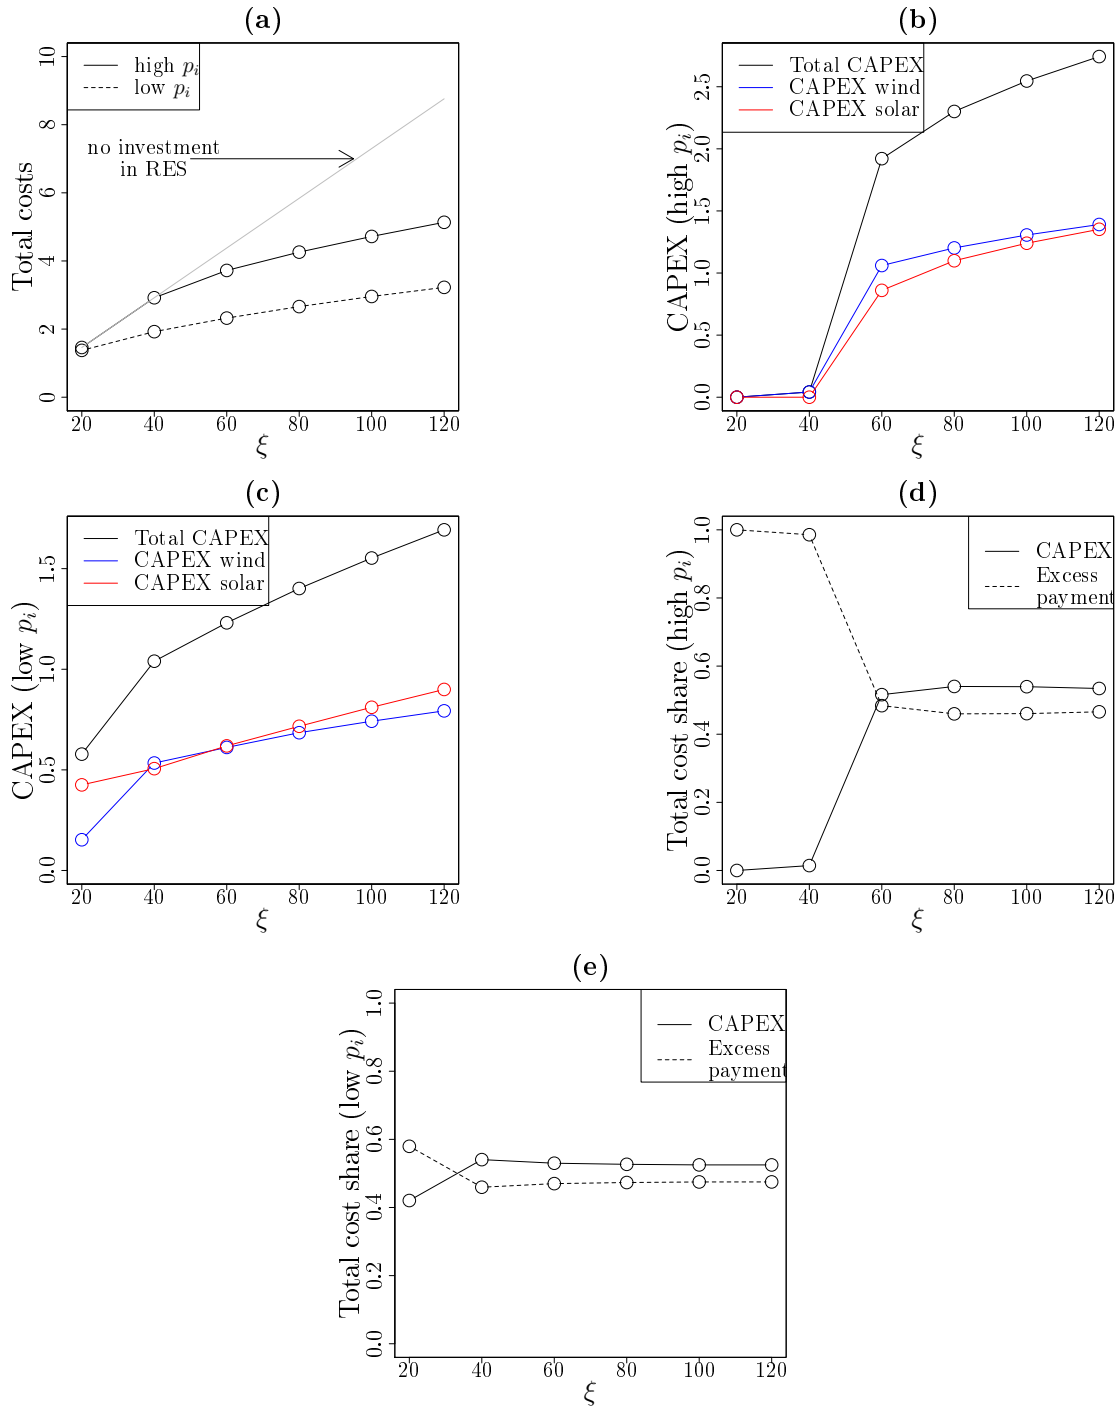 (a)
Total costs
10
8
6
4
2
0
high p_i
low p_i
no investment
in RES
20 40 60 80 100 120
ξ
(b)
CAPEX (high p_i)
2.5
2.0
1.5
1.0
0.5
0.0
Total CAPEX
CAPEX wind
CAPEX solar
20 40 60 80 100 120
ξ
(c)
CAPEX (low p_i)
1.5
1.0
0.5
0.0
Total CAPEX
CAPEX wind
CAPEX solar
20 40 60 80 100 120
ξ
(d)
Total cost share (high p_i)
1.0
0.8
0.6
0.4
0.2
0.0
CAPEX
Excess
payment
20 40 60 80 100 120
ξ
(e)
Total cost share (low p_i)
1.0
0.8
0.6
0.4
0.2
0.0
CAPEX
Excess
payment
20 40 60 80 100 120
ξ